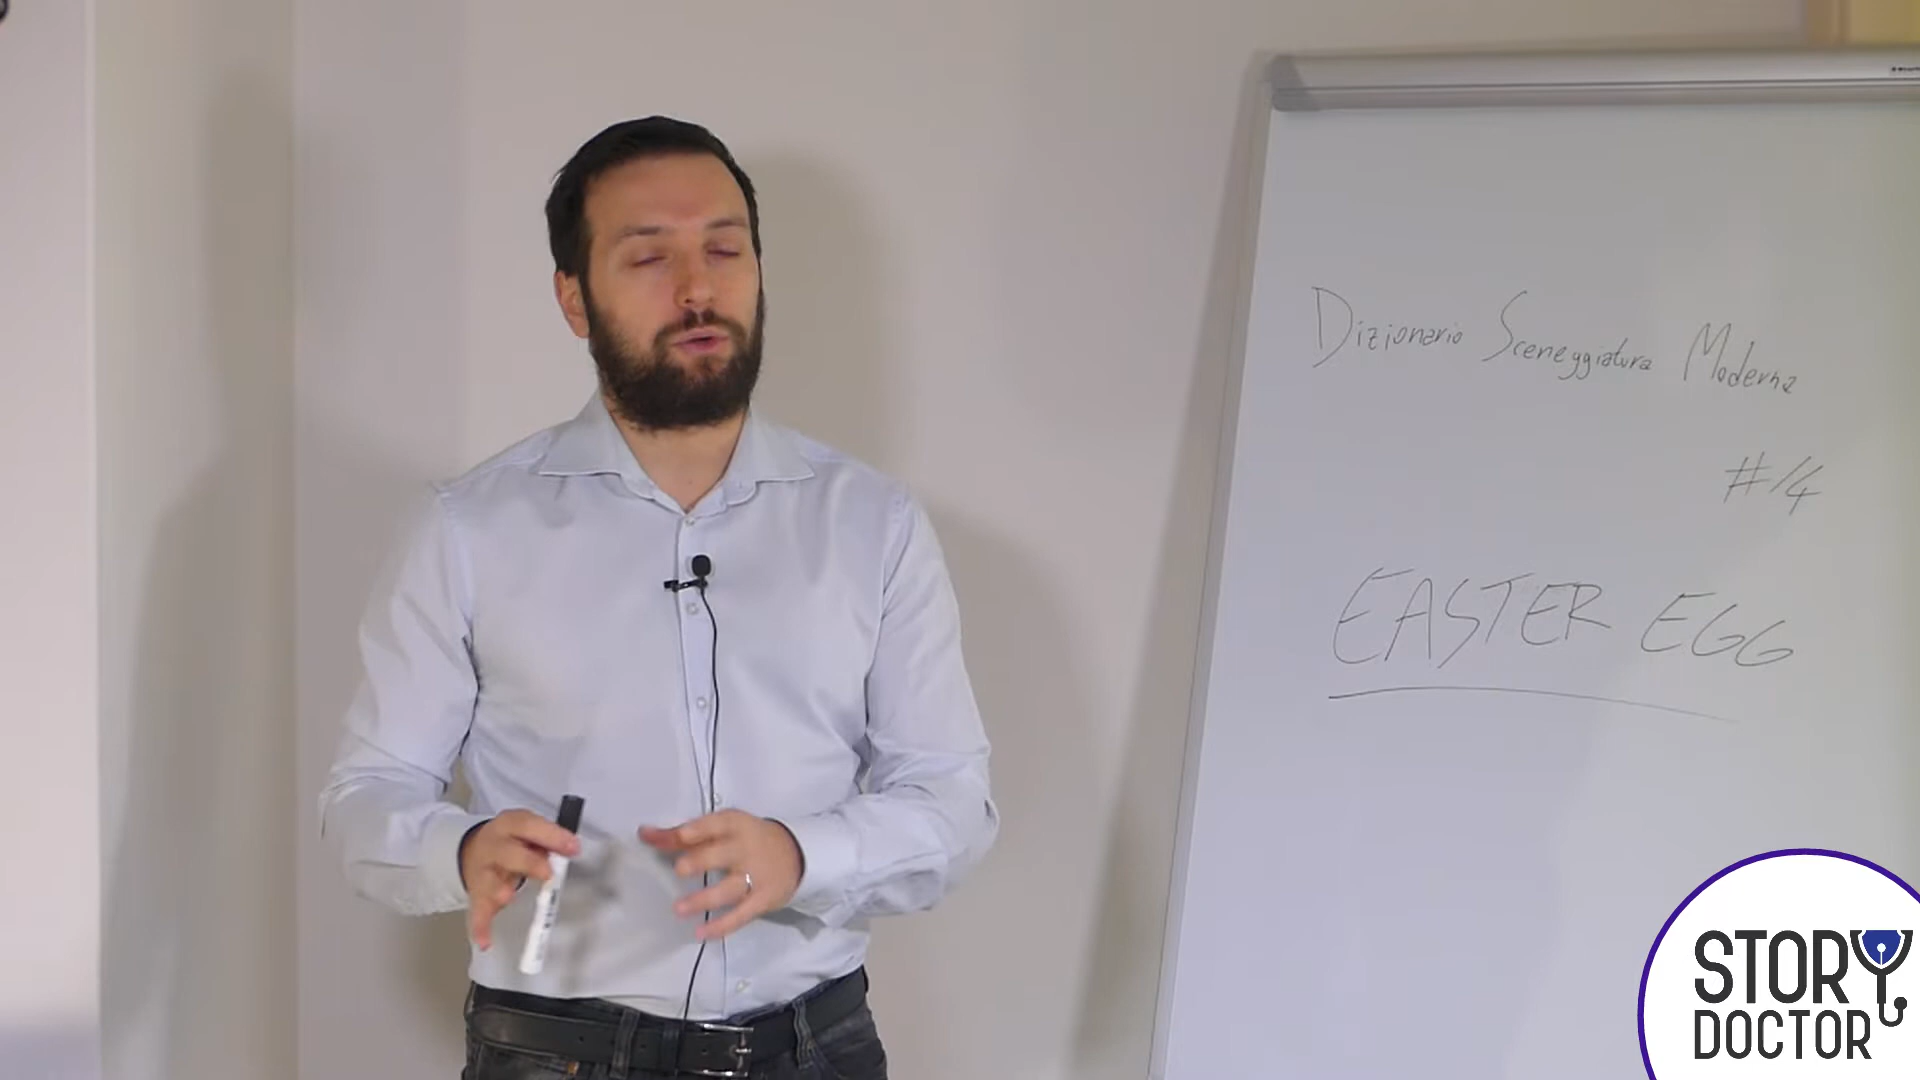 Dizionario Sceneggiatura Moderna
#14
EASTER EGG
STORY
DOCTOR